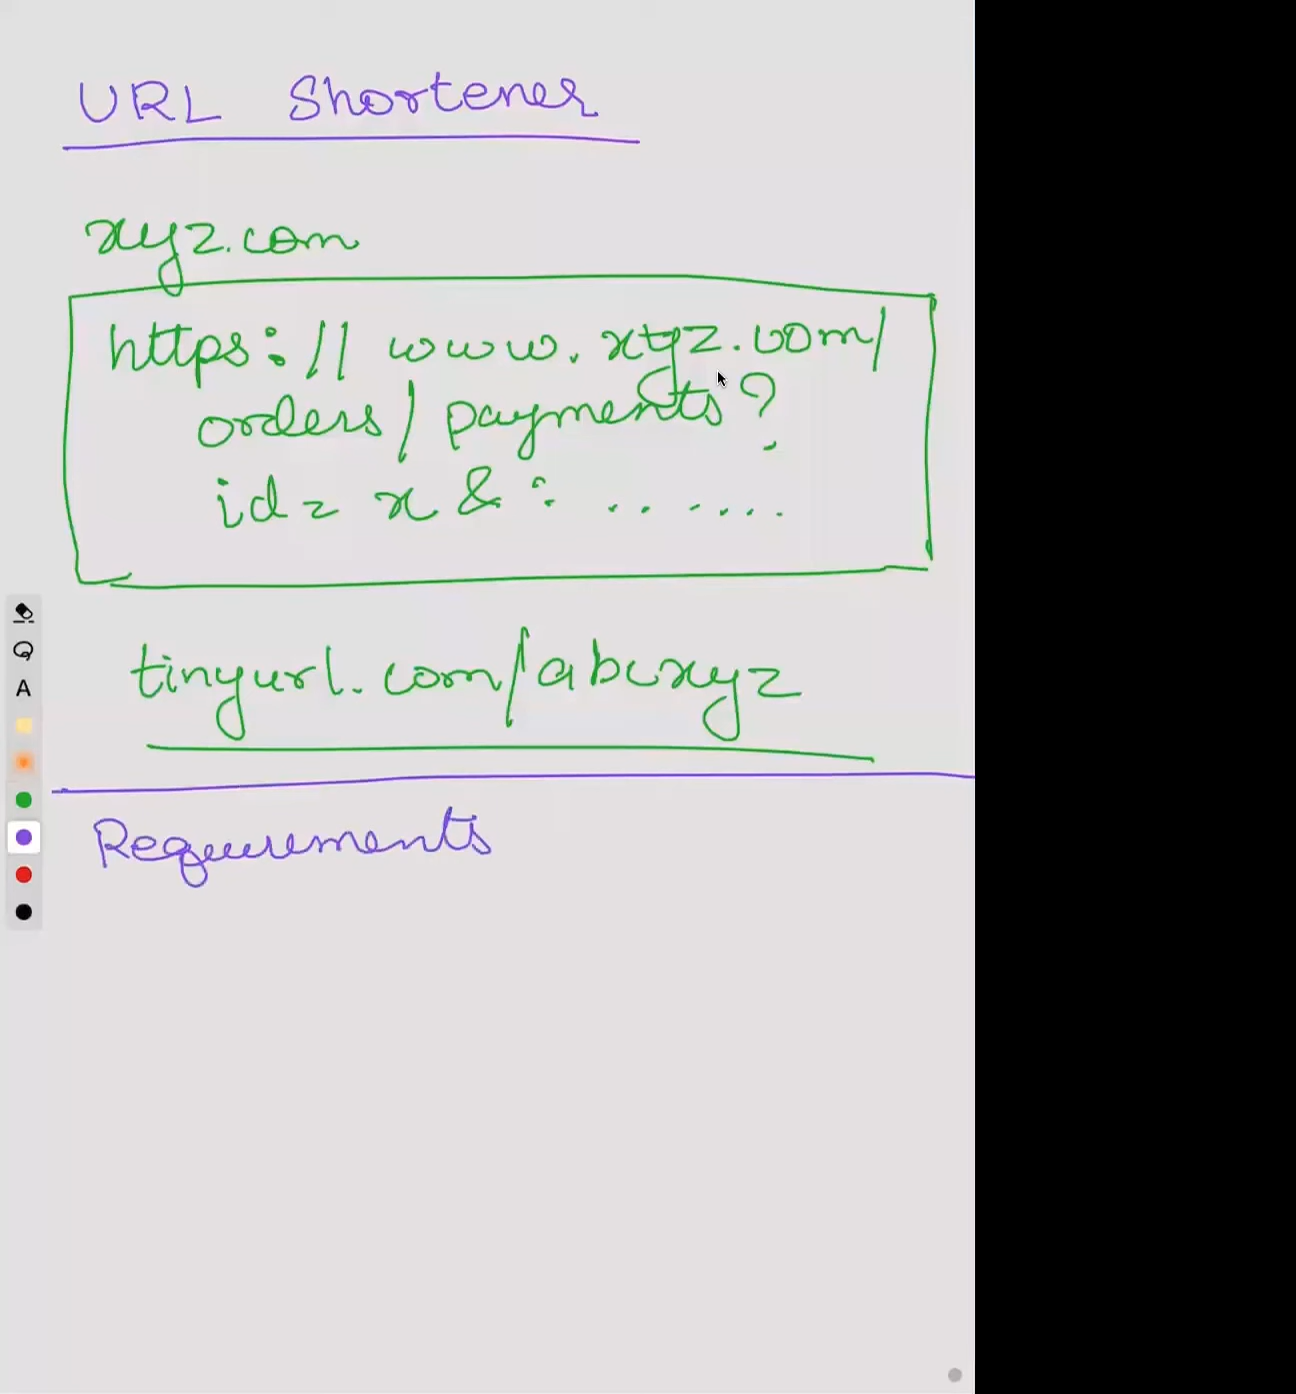 URL Shortener
xyz.com
https:// www.xyz.com/
orders/payments?
id= x & : .......
tinyurl.com/abcxyz
A
Requirements